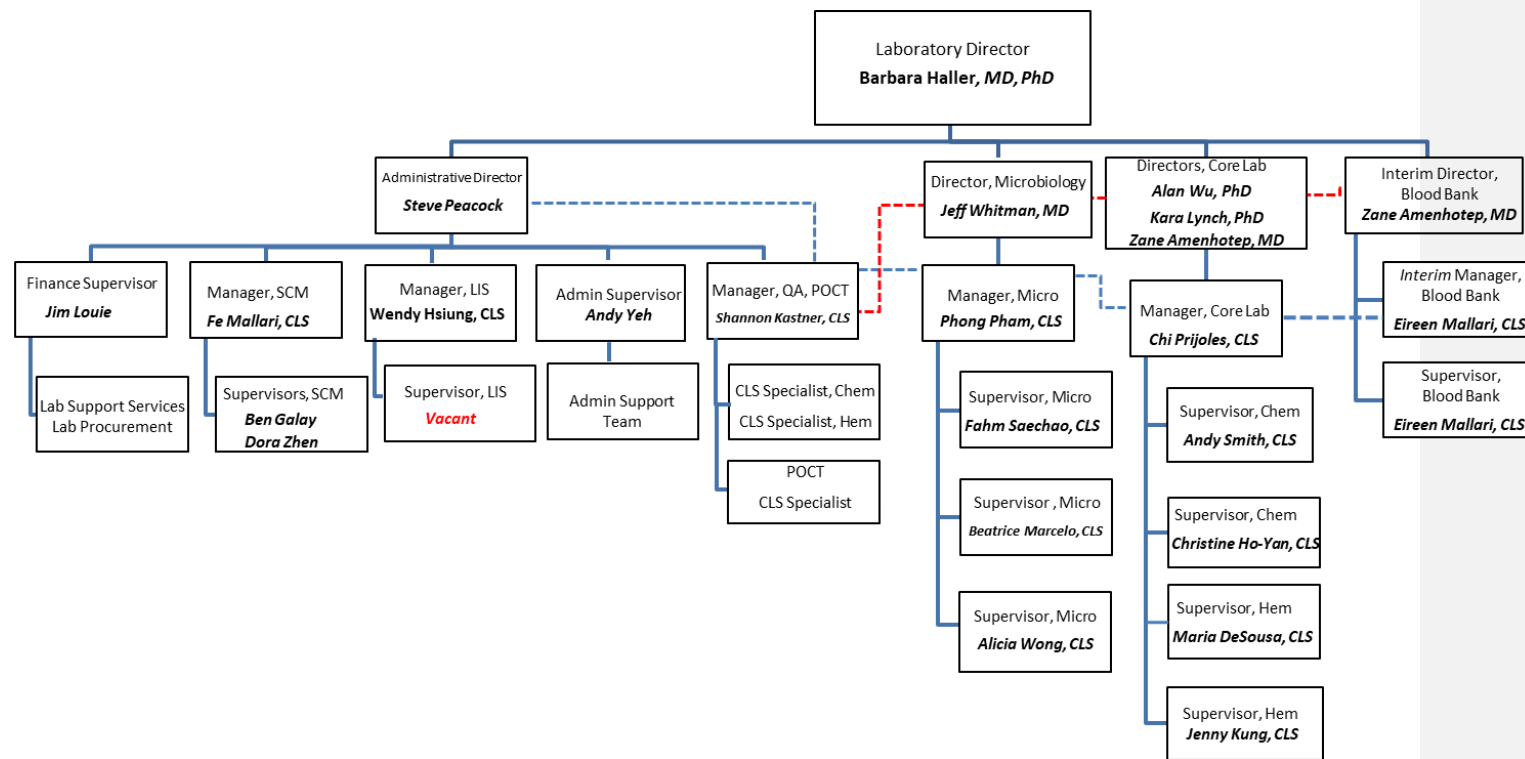 Laboratory Director
Barbara Haller, MD, PhD
Administrative Director
Steve Peacock
Director, Microbiology
Jeff Whitman, MD
Directors, Core Lab
Alan Wu, PhD
Kara Lynch, PhD
Zane Amenhotep, MD
Interim Director,
Blood Bank
Zane Amenhotep, MD
Finance Supervisor
Jim Louie
Manager, SCM
Fe Mallari, CLS
Manager, LIS
Wendy Hsiung, CLS
Admin Supervisor
Andy Yeh
Manager, QA, POCT
Shannon Kastner, CLS
Manager, Micro
Phong Pham, CLS
Manager, Core Lab
Chi Prijoles, CLS
Interim Manager,
Blood Bank
Eireen Mallari, CLS
Lab Support Services
Lab Procurement
Supervisors, SCM
Ben Galay
Dora Zhen
Supervisor, LIS
Vacant
Admin Support
Team
CLS Specialist, Chem
CLS Specialist, Hem
POCT
CLS Specialist
Supervisor, Micro
Fahm Saechao, CLS
Supervisor , Micro
Beatrice Marcelo, CLS
Supervisor, Micro
Alicia Wong, CLS
Supervisor, Chem
Andy Smith, CLS
Supervisor, Chem
Christine Ho-Yan, CLS
Supervisor, Hem
Maria DeSousa, CLS
Supervisor, Hem
Jenny Kung, CLS
Supervisor,
Blood Bank
Eireen Mallari, CLS